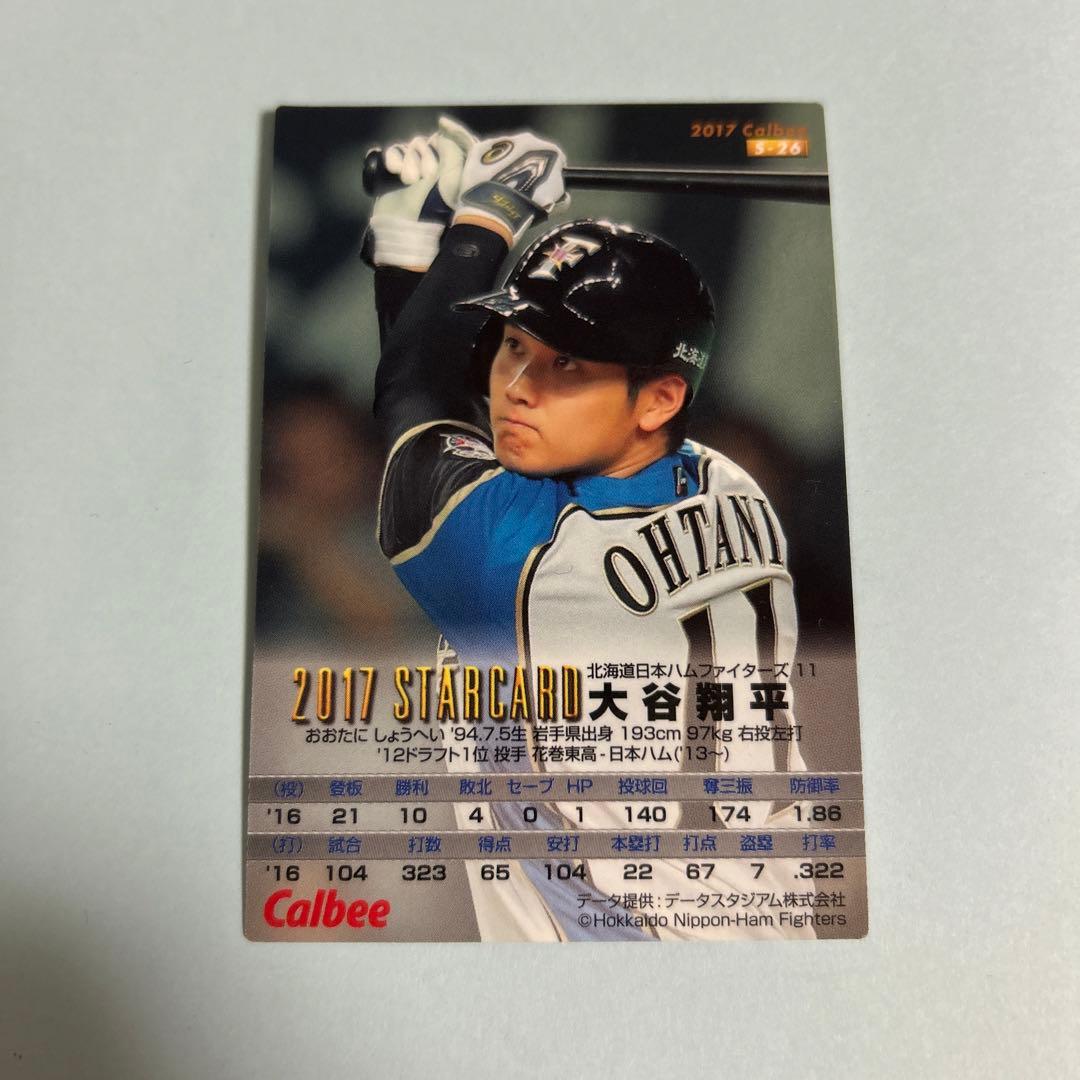 2017 Calbee
S-26
F
北海道
OHTANI
11
北海道日本ハムファイターズ 11
2017 STARCARD 大谷翔平
おおたに しょうへい '94.7.5生 岩手県出身 193cm 97kg 右投左打
'12ドラフト1位 投手 花巻東高-日本ハム('13〜)
(投) 登板 勝利 敗北 セーブ HP 投球回 奪三振 防御率
'16 21 10 4 0 1 140 174 1.86
(打) 試合 打数 得点 安打 本塁打 打点 盗塁 打率
'16 104 323 65 104 22 67 7 .322
Calbee
データ提供:データスタジアム株式会社
©Hokkaido Nippon-Ham Fighters